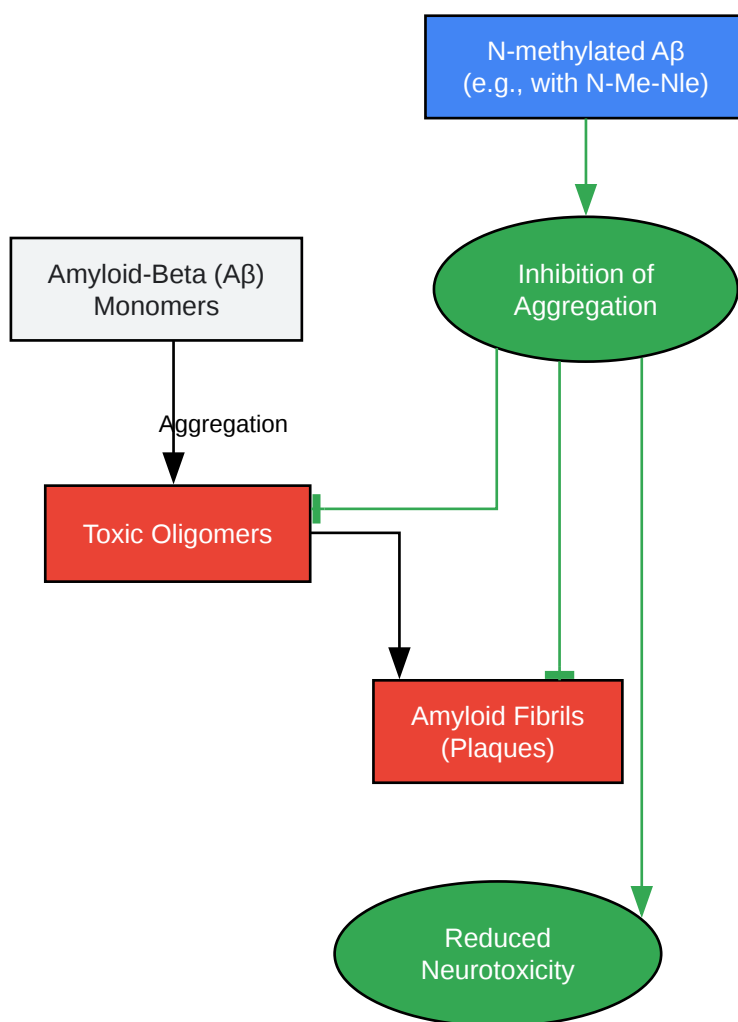 N-methylated Aβ
(e.g., with N-Me-Nle)
Inhibition of
Aggregation
Amyloid-Beta (Aβ)
Monomers
Aggregation
Toxic Oligomers
Amyloid Fibrils
(Plaques)
Reduced
Neurotoxicity